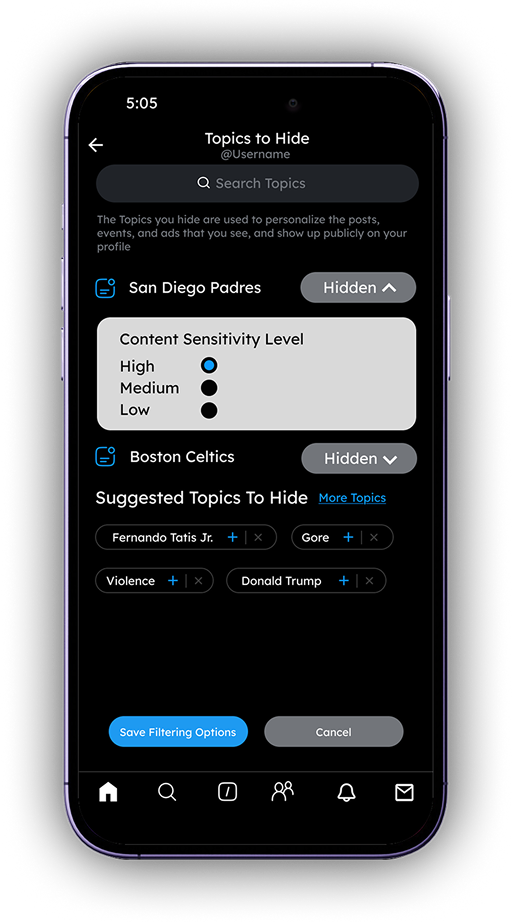 5:05
Topics to Hide
@Username
Search Topics
The Topics you hide are used to personalize the posts,
events, and ads that you see, and show up publicly on your
profile
San Diego Padres
Hidden
Content Sensitivity Level
High
Medium
Low
Boston Celtics
Hidden
Suggested Topics To Hide More Topics
Fernando Tatis Jr. + | × Gore + | ×
Violence + | × Donald Trump + | ×
Save Filtering Options Cancel